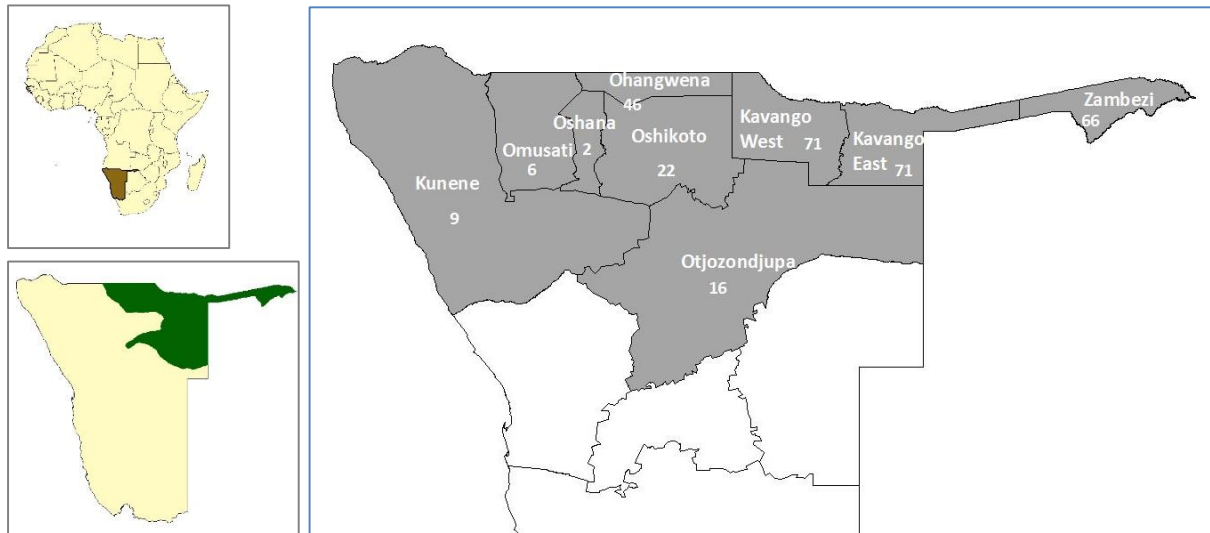 Ohangwena
46
Zambezi
66
Oshana
2
Oshikoto
22
Kavango
West 71
Kavango
East 71
Omusati
6
Kunene
9
Otjozondjupa
16